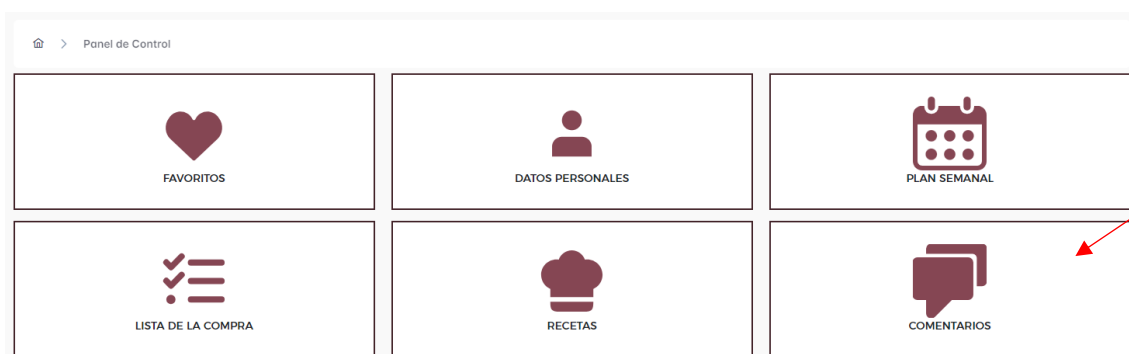 Panel de Control
FAVORITOS
DATOS PERSONALES
PLAN SEMANAL
LISTA DE LA COMPRA
RECETAS
COMENTARIOS